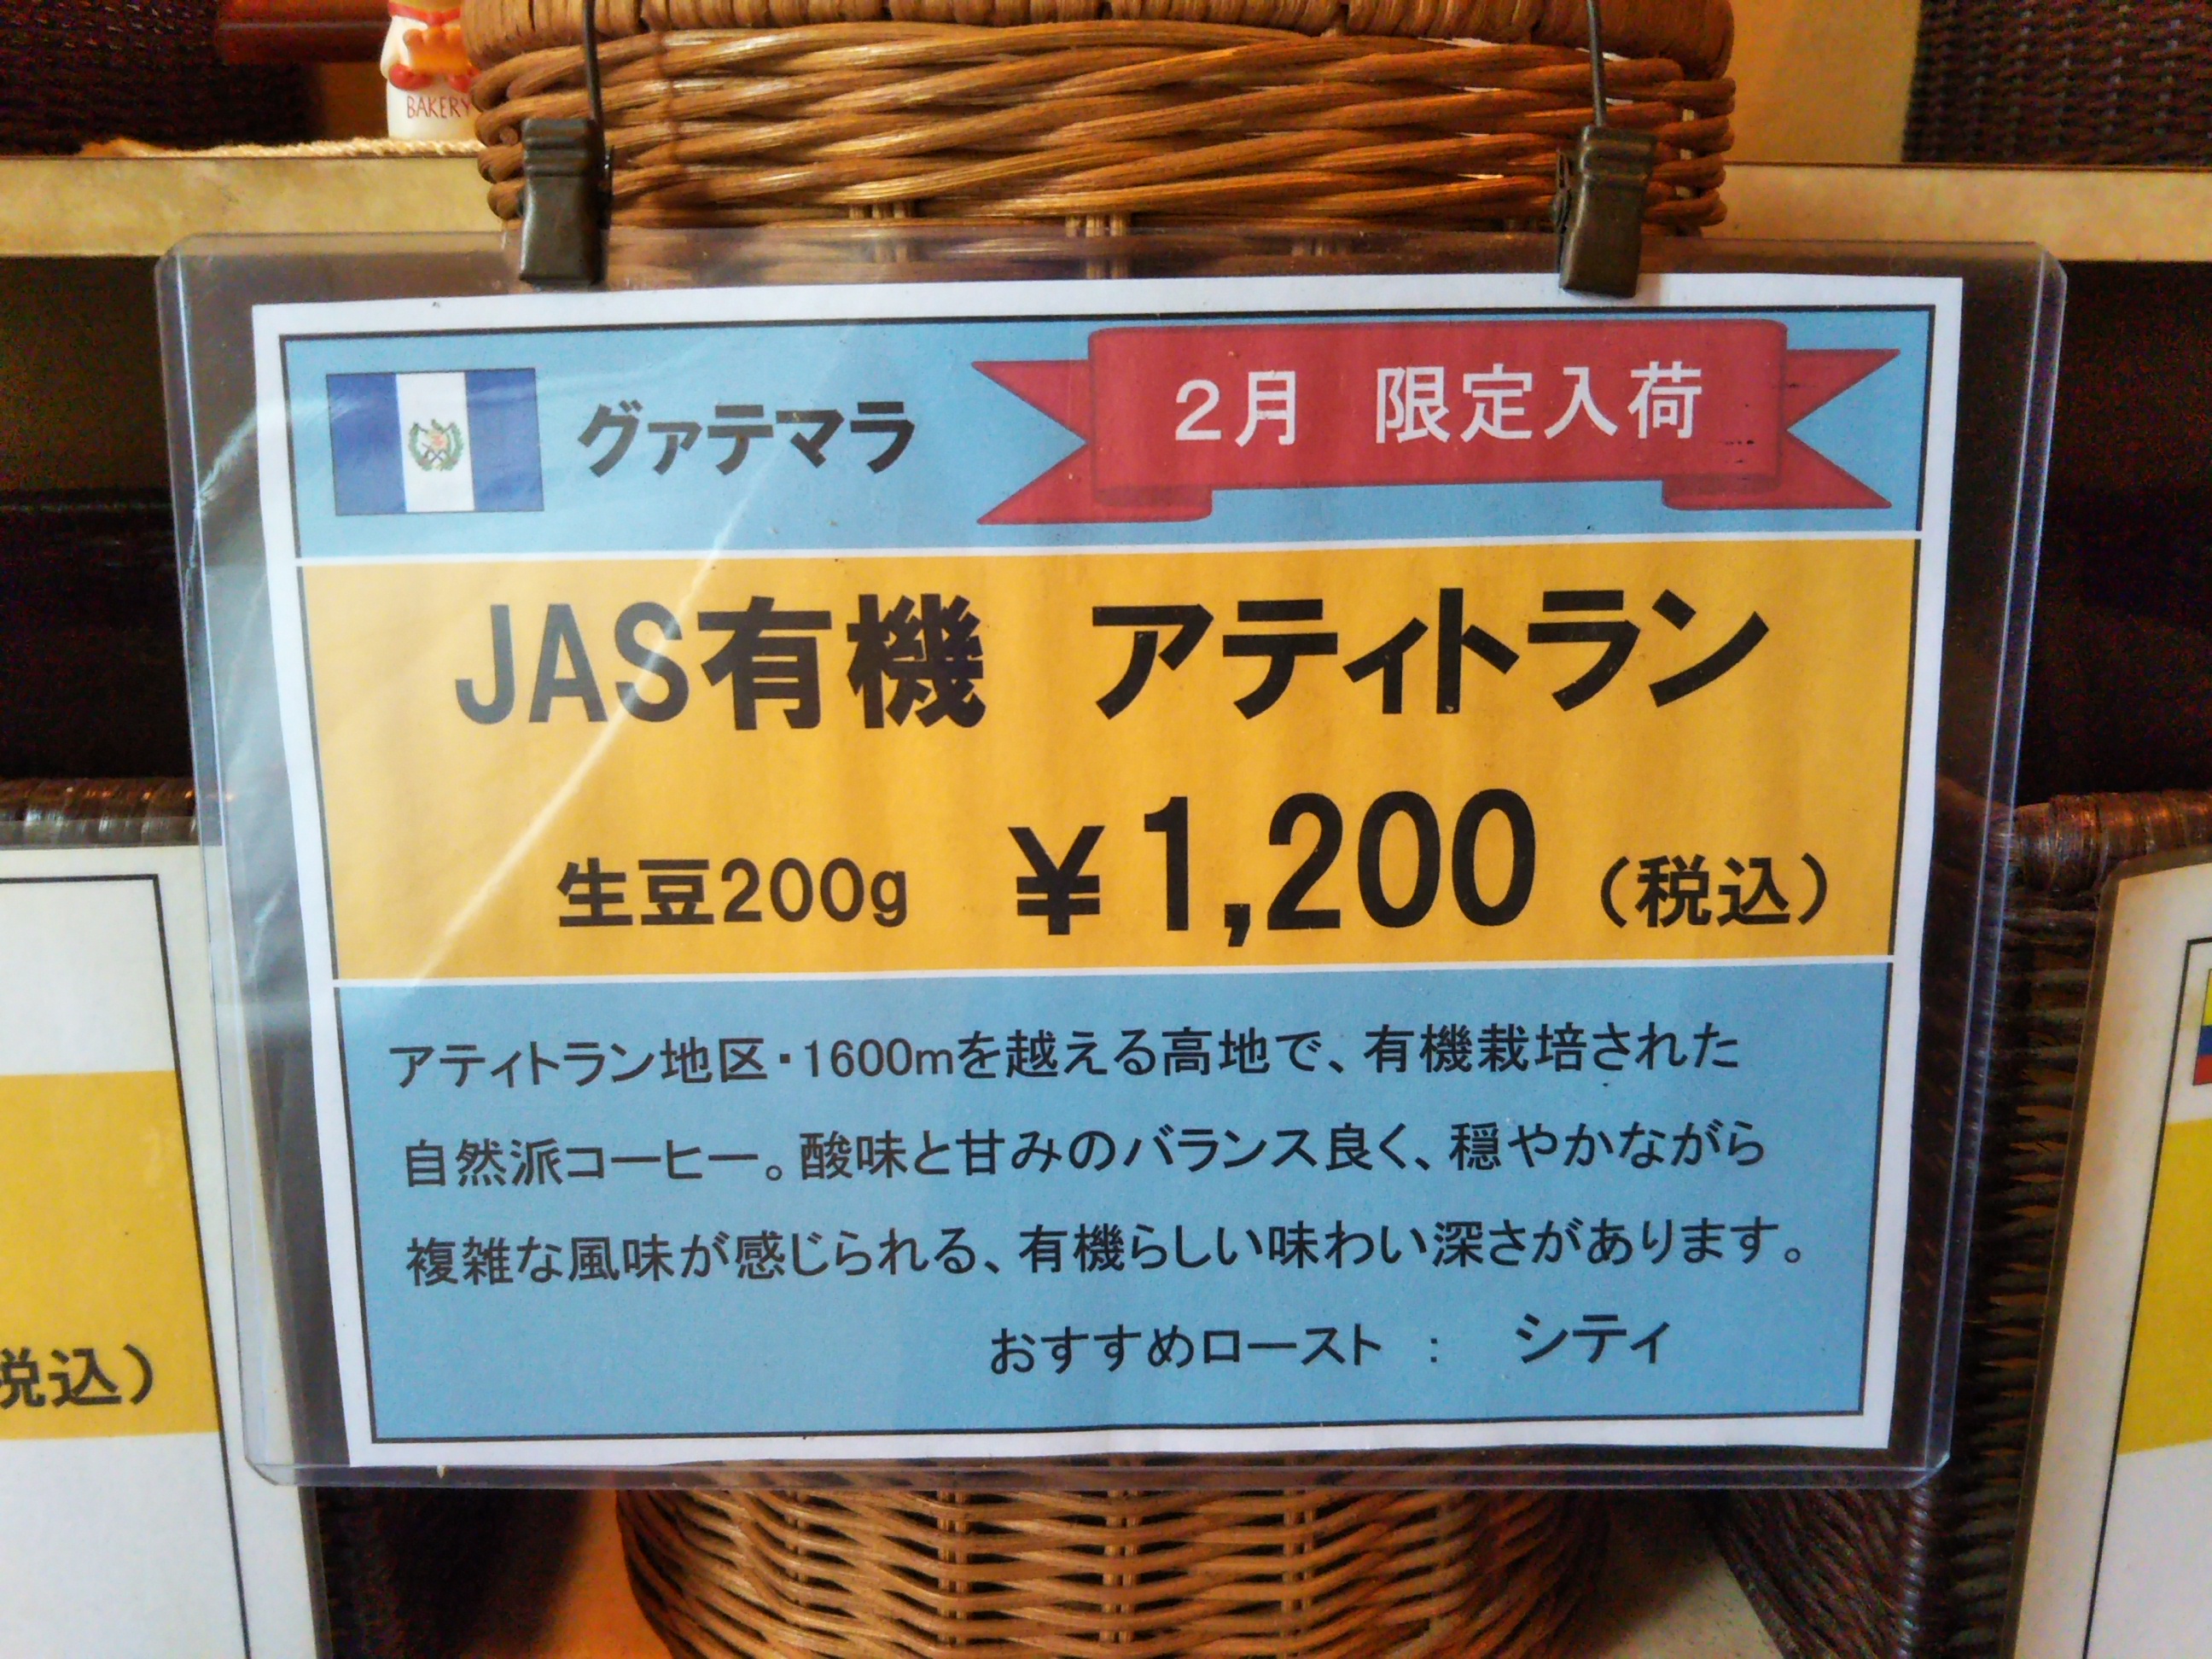 BAKERY
グァテマラ
2月 限定入荷
JAS有機 アティトラン
生豆200g ¥1,200 (税込)
アティトラン地区・1600mを越える高地で、有機栽培された
自然派コーヒー。酸味と甘みのバランス良く、穏やかながら
複雑な風味が感じられる、有機らしい味わい深さがあります。
おすすめロースト : シティ
税込)